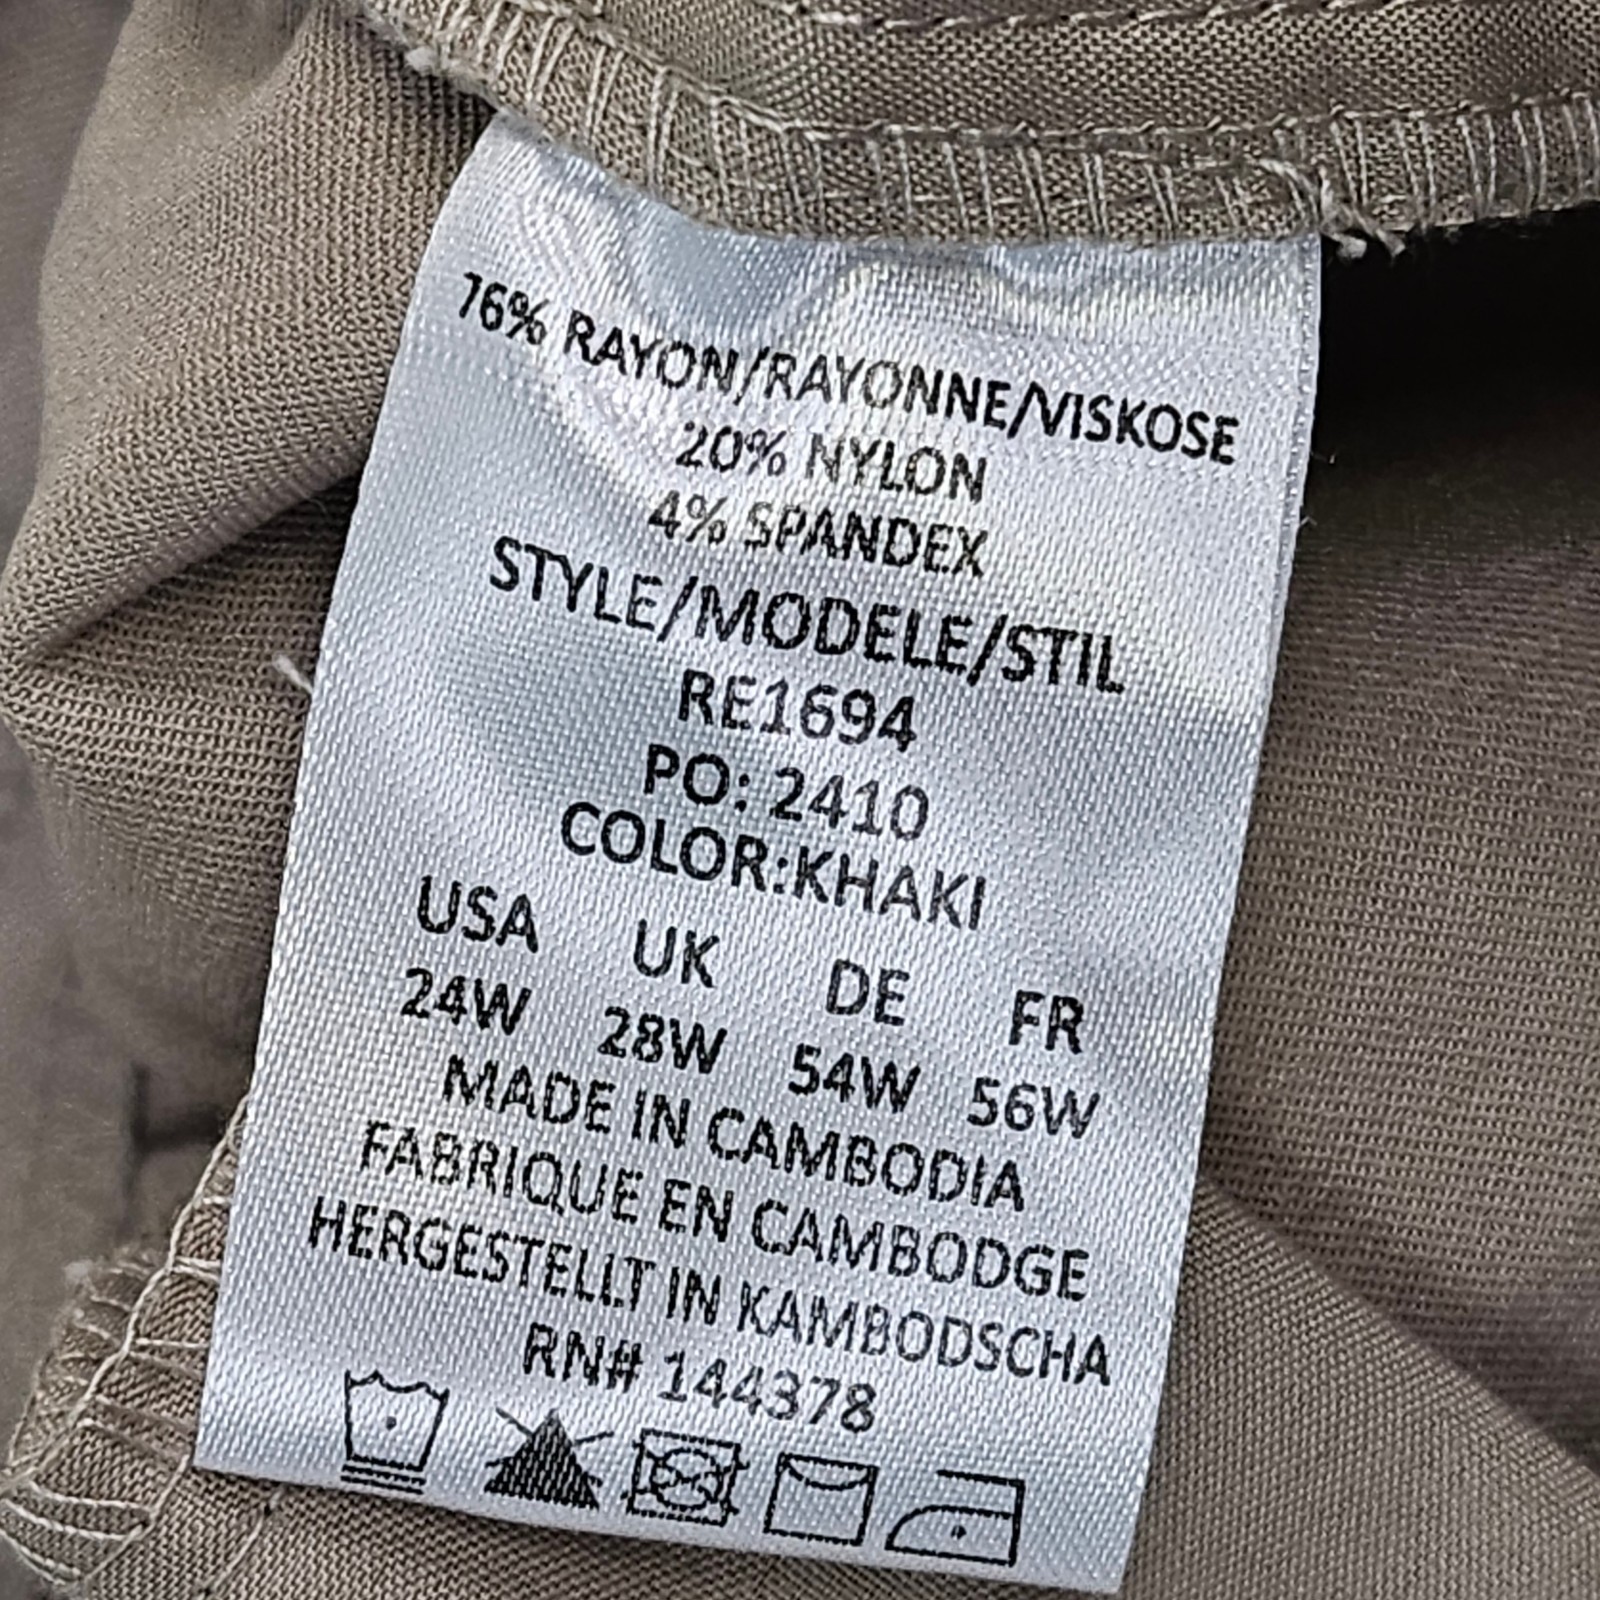 76% RAYON/RAYONNE/VISKOSE
20% NYLON
4% SPANDEX
STYLE/MODELE/STIL
RE1694
PO: 2410
COLOR:KHAKI
USA UK DE FR
24W 28W 54W 56W
MADE IN CAMBODIA
FABRIQUE EN CAMBODGE
HERGESTELLT IN KAMBODSCHA
RN# 144378